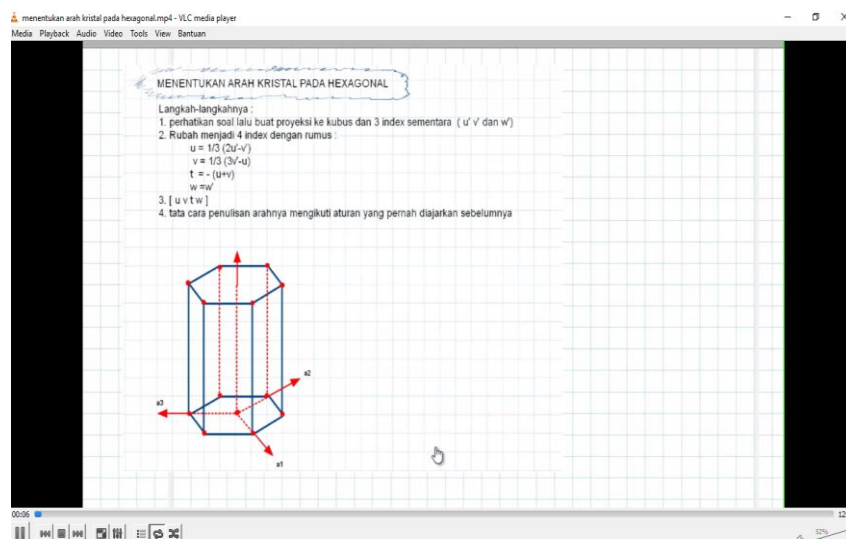 menentukan arah kristal pada hexagonal.mp4 - VLC media player
Media Playback Audio Video Tools View Bantuan
MENENTUKAN ARAH KRISTAL PADA HEXAGONAL
Langkah-langkahnya :
1. perhatikan soal lalu buat proyeksi ke kubus dan 3 index sementara ( u' v' dan w')
2. Rubah menjadi 4 index dengan rumus :
u = 1/3 (2u'-v')
v = 1/3 (3v'-u)
t = - (u+v)
w =w'
3. [ u v t w ]
4. tata cara penulisan arahnya mengikuti aturan yang pernah diajarkan sebelumnya
a2
a3
a1
00:06
12
52%